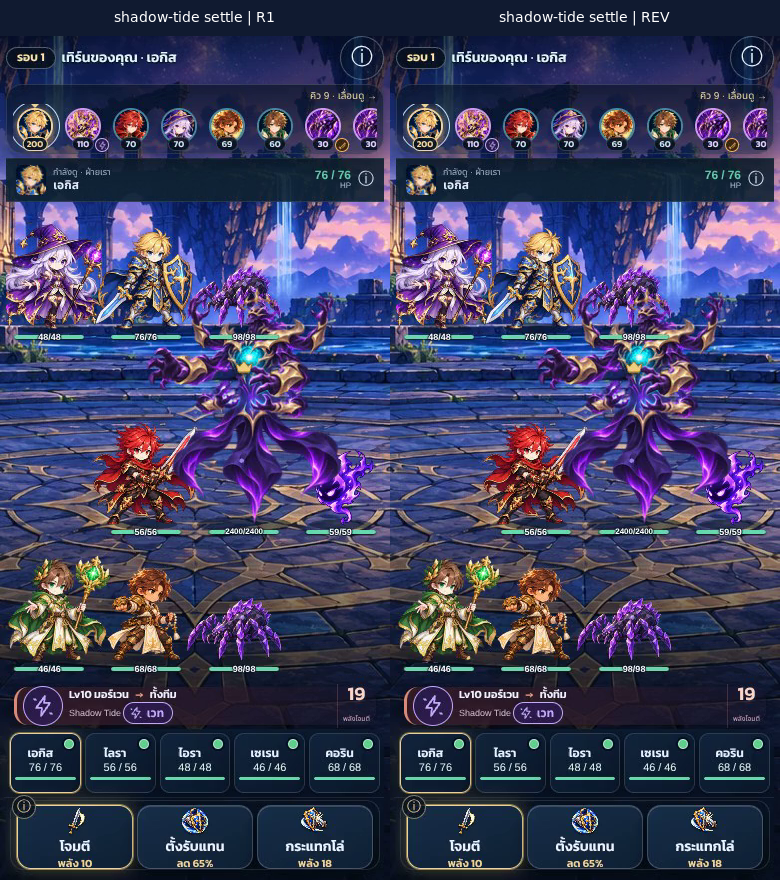 shadow-tide settle | R1
รอบ 1 เทิร์นของคุณ · เอกิส ⓘ
คิว 9 · เลื่อนดู →
200 110 70 70 69 60 30 30
กำลังดู · ฝ่ายเรา
เอกิส
76 / 76
HP
48/48 76/76 98/98
56/56 2400/2400 59/59
46/46 68/68 98/98
Lv10 มอร์เวน → ทั้งทีม
Shadow Tide เวท
19
พลังโจมตี
เอกิส ไลรา ไอรา เซเรน คอริน
76 / 76 56 / 56 48 / 48 46 / 46 68 / 68
โจมตี ตั้งรับแทน กระแทกโล่
พลัง 10 ลด 65% พลัง 18
shadow-tide settle | REV
รอบ 1 เทิร์นของคุณ · เอกิส ⓘ
คิว 9 · เลื่อนดู →
200 110 70 70 69 60 30 30
กำลังดู · ฝ่ายเรา
เอกิส
76 / 76
HP
48/48 76/76 98/98
56/56 2400/2400 59/59
46/46 68/68 98/98
Lv10 มอร์เวน → ทั้งทีม
Shadow Tide เวท
19
พลังโจมตี
เอกิส ไลรา ไอรา เซเรน คอริน
76 / 76 56 / 56 48 / 48 46 / 46 68 / 68
โจมตี ตั้งรับแทน กระแทกโล่
พลัง 10 ลด 65% พลัง 18